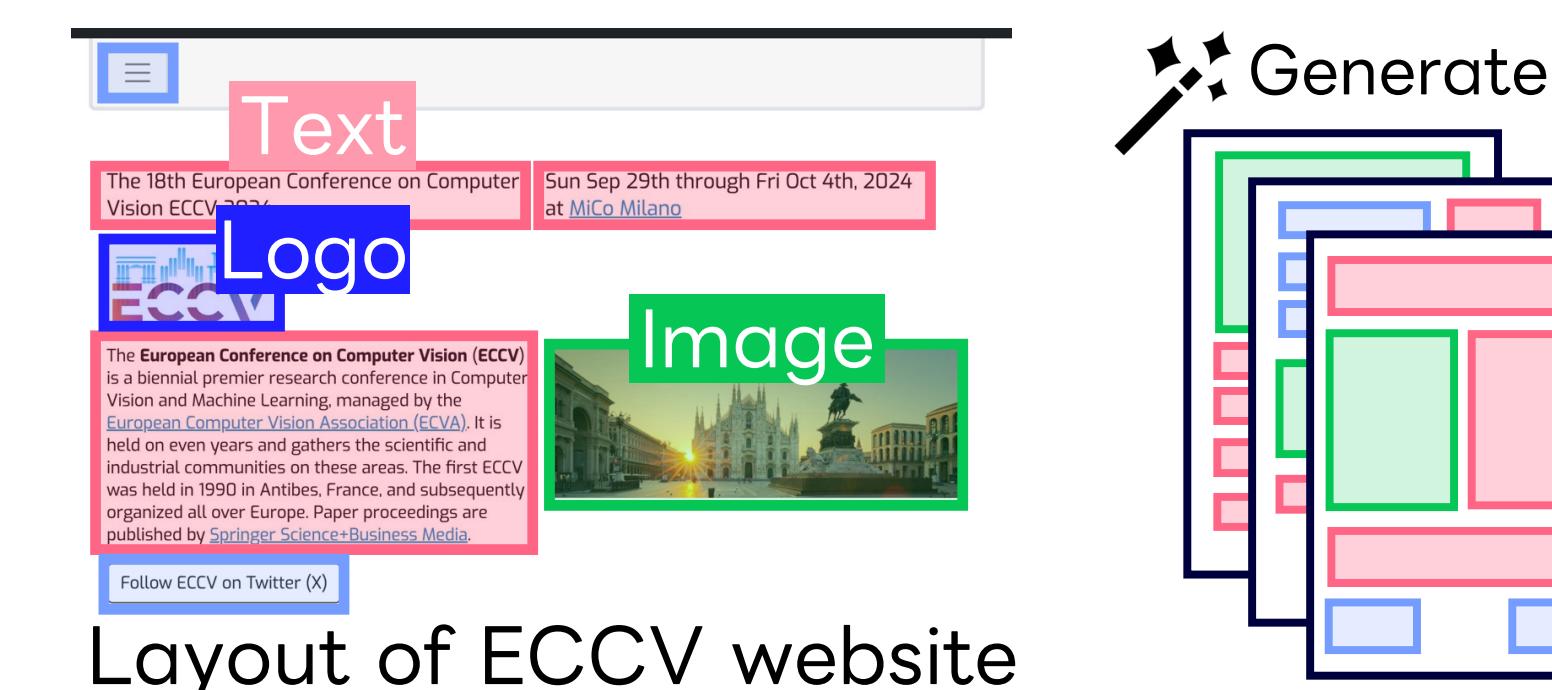 Generate
Text
The 18th European Conference on Computer
Vision ECCV
Sun Sep 29th through Fri Oct 4th, 2024
at MiCo Milano
Logo
ECCV
Image
The European Conference on Computer Vision (ECCV)
is a biennial premier research conference in Computer
Vision and Machine Learning, managed by the
European Computer Vision Association (ECVA). It is
held on even years and gathers the scientific and
industrial communities on these areas. The first ECCV
was held in 1990 in Antibes, France, and subsequently
organized all over Europe. Paper proceedings are
published by Springer Science+Business Media.
Follow ECCV on Twitter (X)
Layout of ECCV website